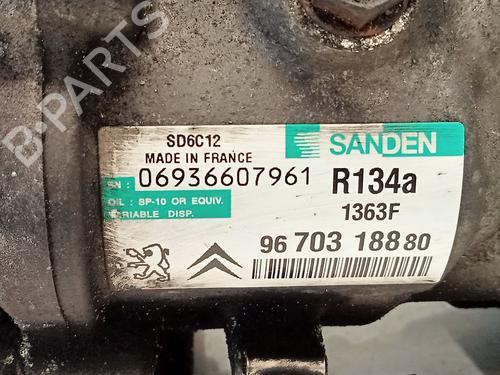 B-PARTS
SD6C12
MADE IN FRANCE
SANDEN
SN : 06936607961
R134a
OIL : SP-10 OR EQUIV.
VARIABLE DISP.
1363F
96 703 188 80